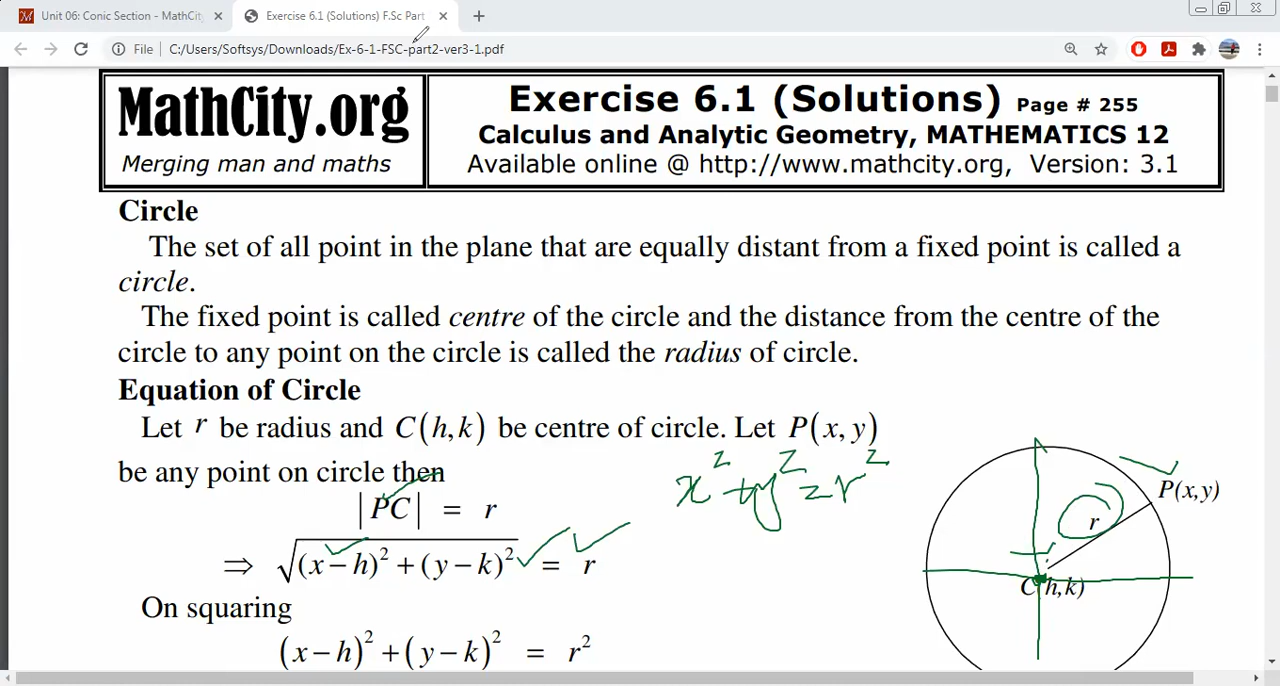 Unit 06: Conic Section - MathCity
Exercise 6.1 (Solutions) F.Sc Part
File | C:/Users/Softsys/Downloads/Ex-6-1-FSC-part2-ver3-1.pdf
MathCity.org
Merging man and maths
Exercise 6.1 (Solutions) Page # 255
Calculus and Analytic Geometry, MATHEMATICS 12
Available online @ http://www.mathcity.org, Version: 3.1
Circle
The set of all point in the plane that are equally distant from a fixed point is called a
circle.
The fixed point is called centre of the circle and the distance from the centre of the
circle to any point on the circle is called the radius of circle.
Equation of Circle
Let r be radius and C(h,k) be centre of circle. Let P(x, y)
be any point on circle then
|PC| = r
⇒ √((x−h)² + (y−k)²) = r
On squaring
(x−h)² + (y−k)² = r²
x² + y² = r²
P(x,y)
r
C(h,k)